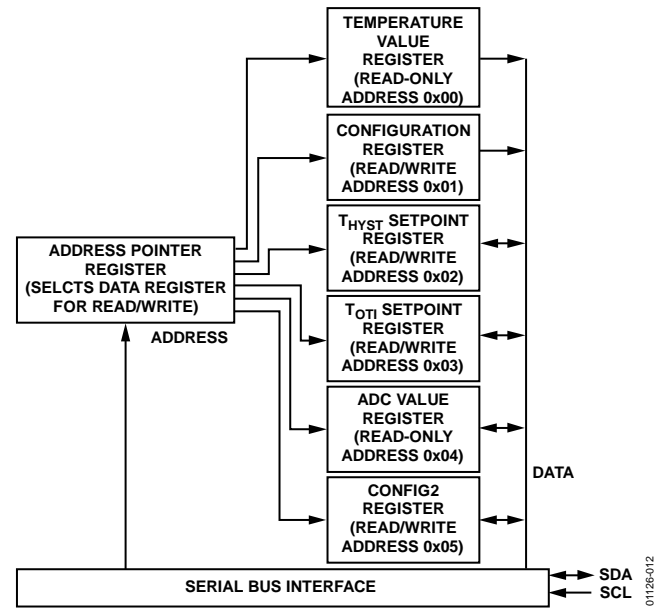 TEMPERATURE
VALUE
REGISTER
(READ-ONLY
ADDRESS 0x00)
CONFIGURATION
REGISTER
(READ/WRITE
ADDRESS 0x01)
THYST SETPOINT
REGISTER
(READ/WRITE
ADDRESS 0x02)
ADDRESS POINTER
REGISTER
(SELCTS DATA REGISTER
FOR READ/WRITE)
ADDRESS
TOTI SETPOINT
REGISTER
(READ/WRITE
ADDRESS 0x03)
ADC VALUE
REGISTER
(READ-ONLY
ADDRESS 0x04)
DATA
CONFIG2
REGISTER
(READ/WRITE
ADDRESS 0x05)
SERIAL BUS INTERFACE
SDA
SCL
01126-012